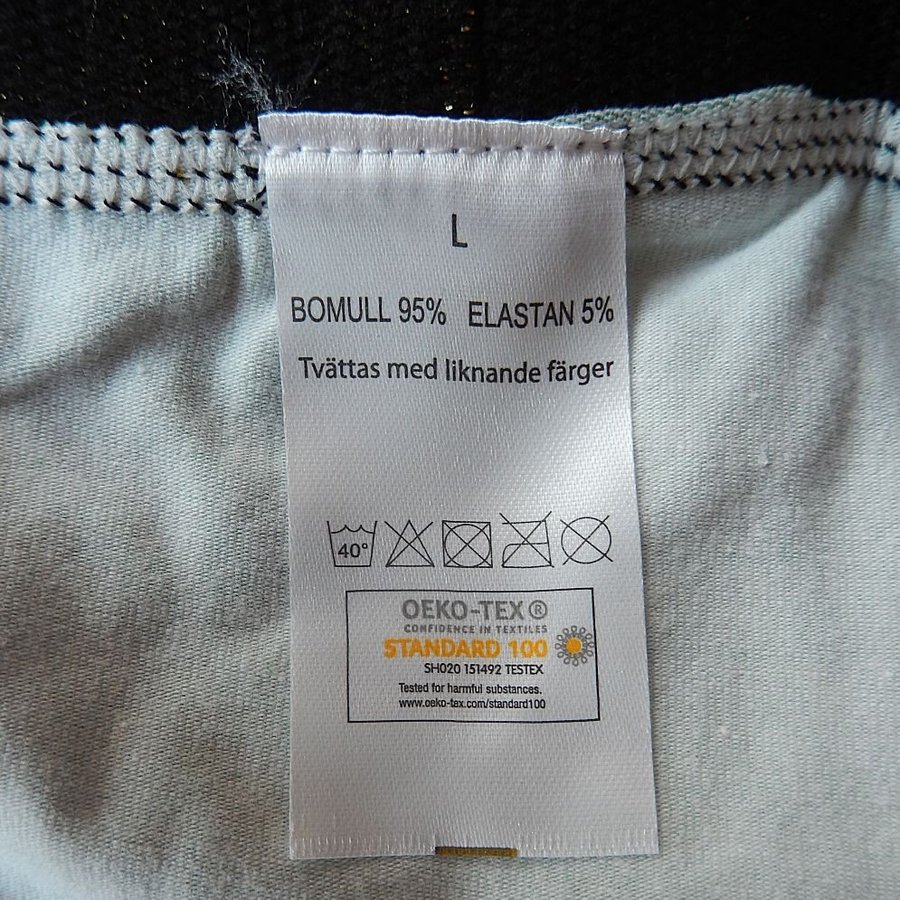 L
BOMULL 95% ELASTAN 5%
Tvättas med liknande färger
40°
OEKO-TEX®
CONFIDENCE IN TEXTILES
STANDARD 100
SH020 151492 TESTEX
Tested for harmful substances.
www.oeko-tex.com/standard100